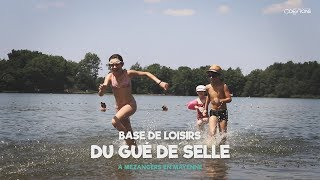 BASE DE LOISIRS
DU GUÉ DE SELLE
À MÉZANGERS EN MAYENNE